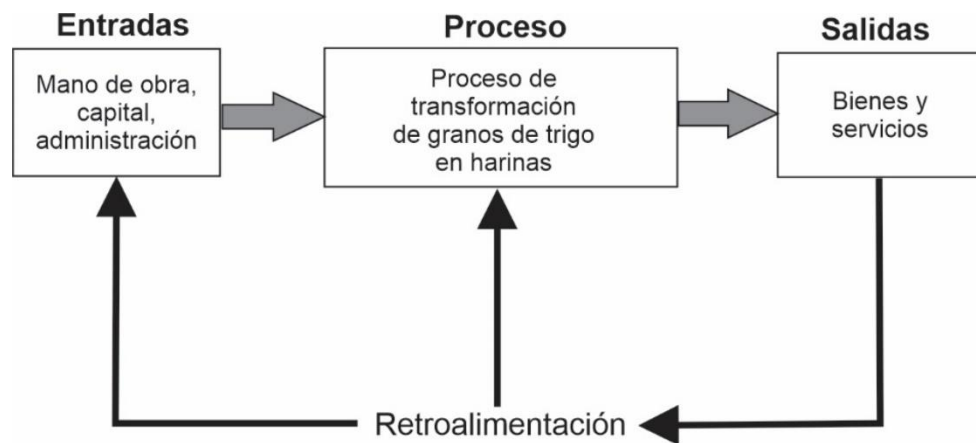 Entradas
Mano de obra,
capital,
administración
Proceso
Proceso de
transformación
de granos de trigo
en harinas
Salidas
Bienes y
servicios
Retroalimentación